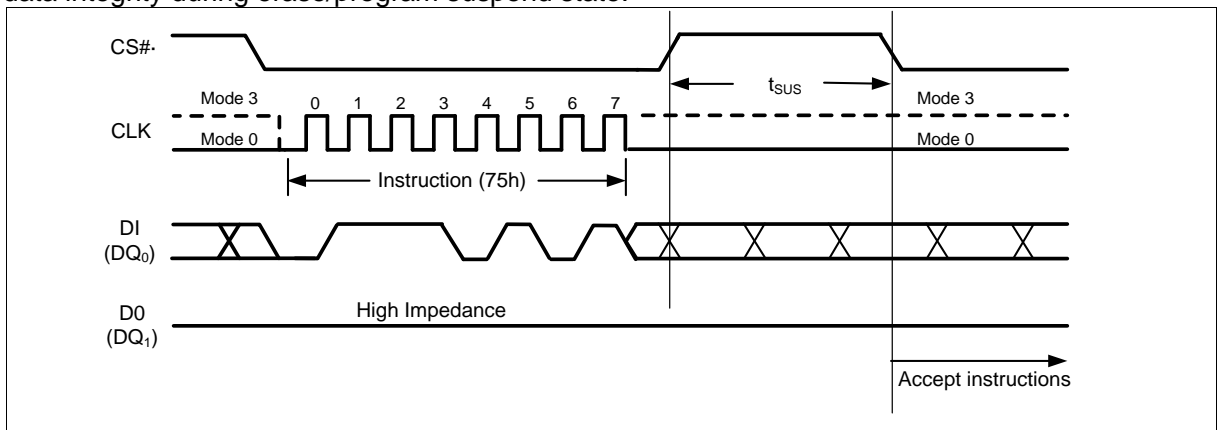 data integrity during erase/program suspend state.
CS#·
tSUS
Mode 3
0 1 2 3 4 5 6 7
Mode 3
CLK
Mode 0
Mode 0
Instruction (75h)
DI
(DQ0)
D0
(DQ1)
High Impedance
Accept instructions